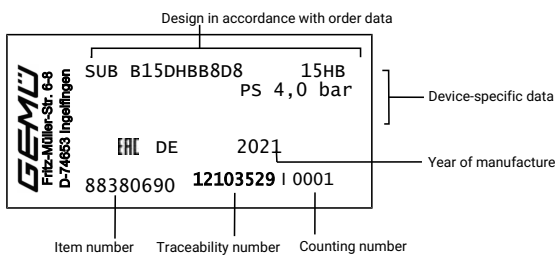 Design in accordance with order data
GEMÜ
Fritz-Müller-Str. 6-8
D-74653 Ingelfingen
SUB B15DHBB8D8 15HB
PS 4,0 bar
Device-specific data
EAC DE 2021
Year of manufacture
88380690 12103529 I 0001
Item number Traceability number Counting number